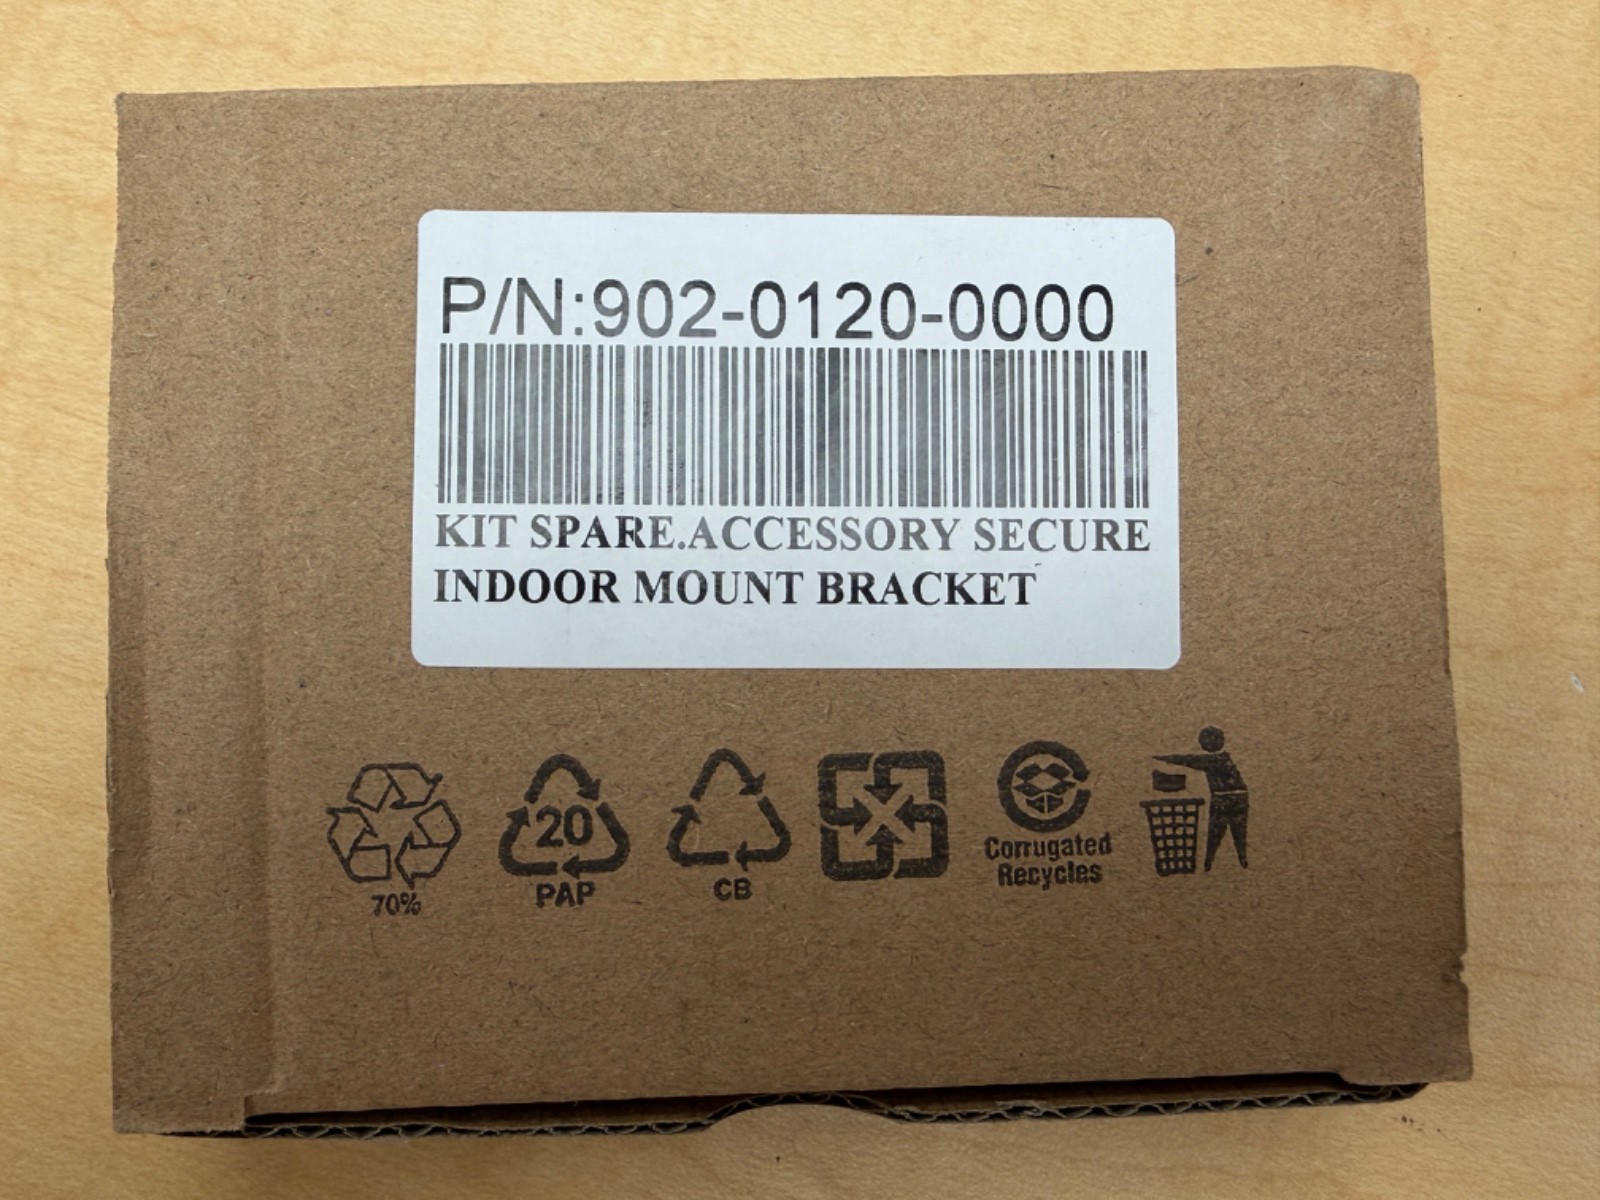 P/N:902-0120-0000
KIT SPARE.ACCESSORY SECURE
INDOOR MOUNT BRACKET
70%
20
PAP
CB
Corrugated
Recycles